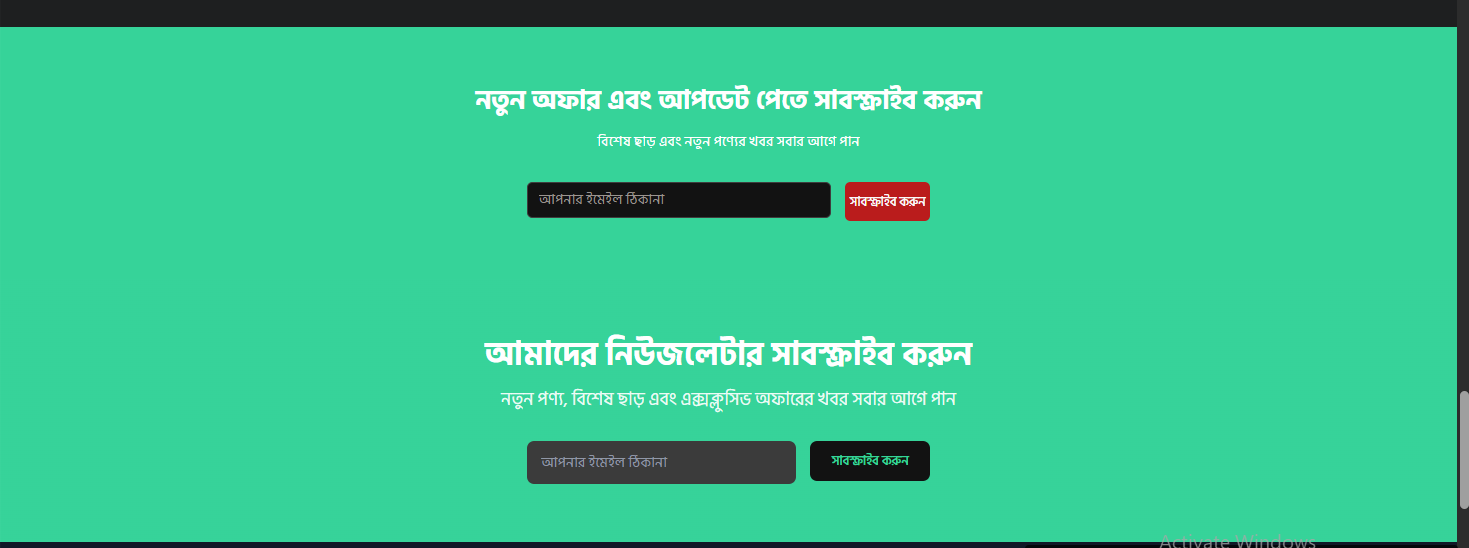 নতুন অফার এবং আপডেট পেতে সাবস্ক্রাইব করুন
বিশেষ ছাড় এবং নতুন পণ্যের খবর সবার আগে পান
আপনার ইমেইল ঠিকানা
সাবস্ক্রাইব করুন
আমাদের নিউজলেটার সাবস্ক্রাইব করুন
নতুন পণ্য, বিশেষ ছাড় এবং এক্সক্লুসিভ অফারের খবর সবার আগে পান
আপনার ইমেইল ঠিকানা
সাবস্ক্রাইব করুন
Activate Windows